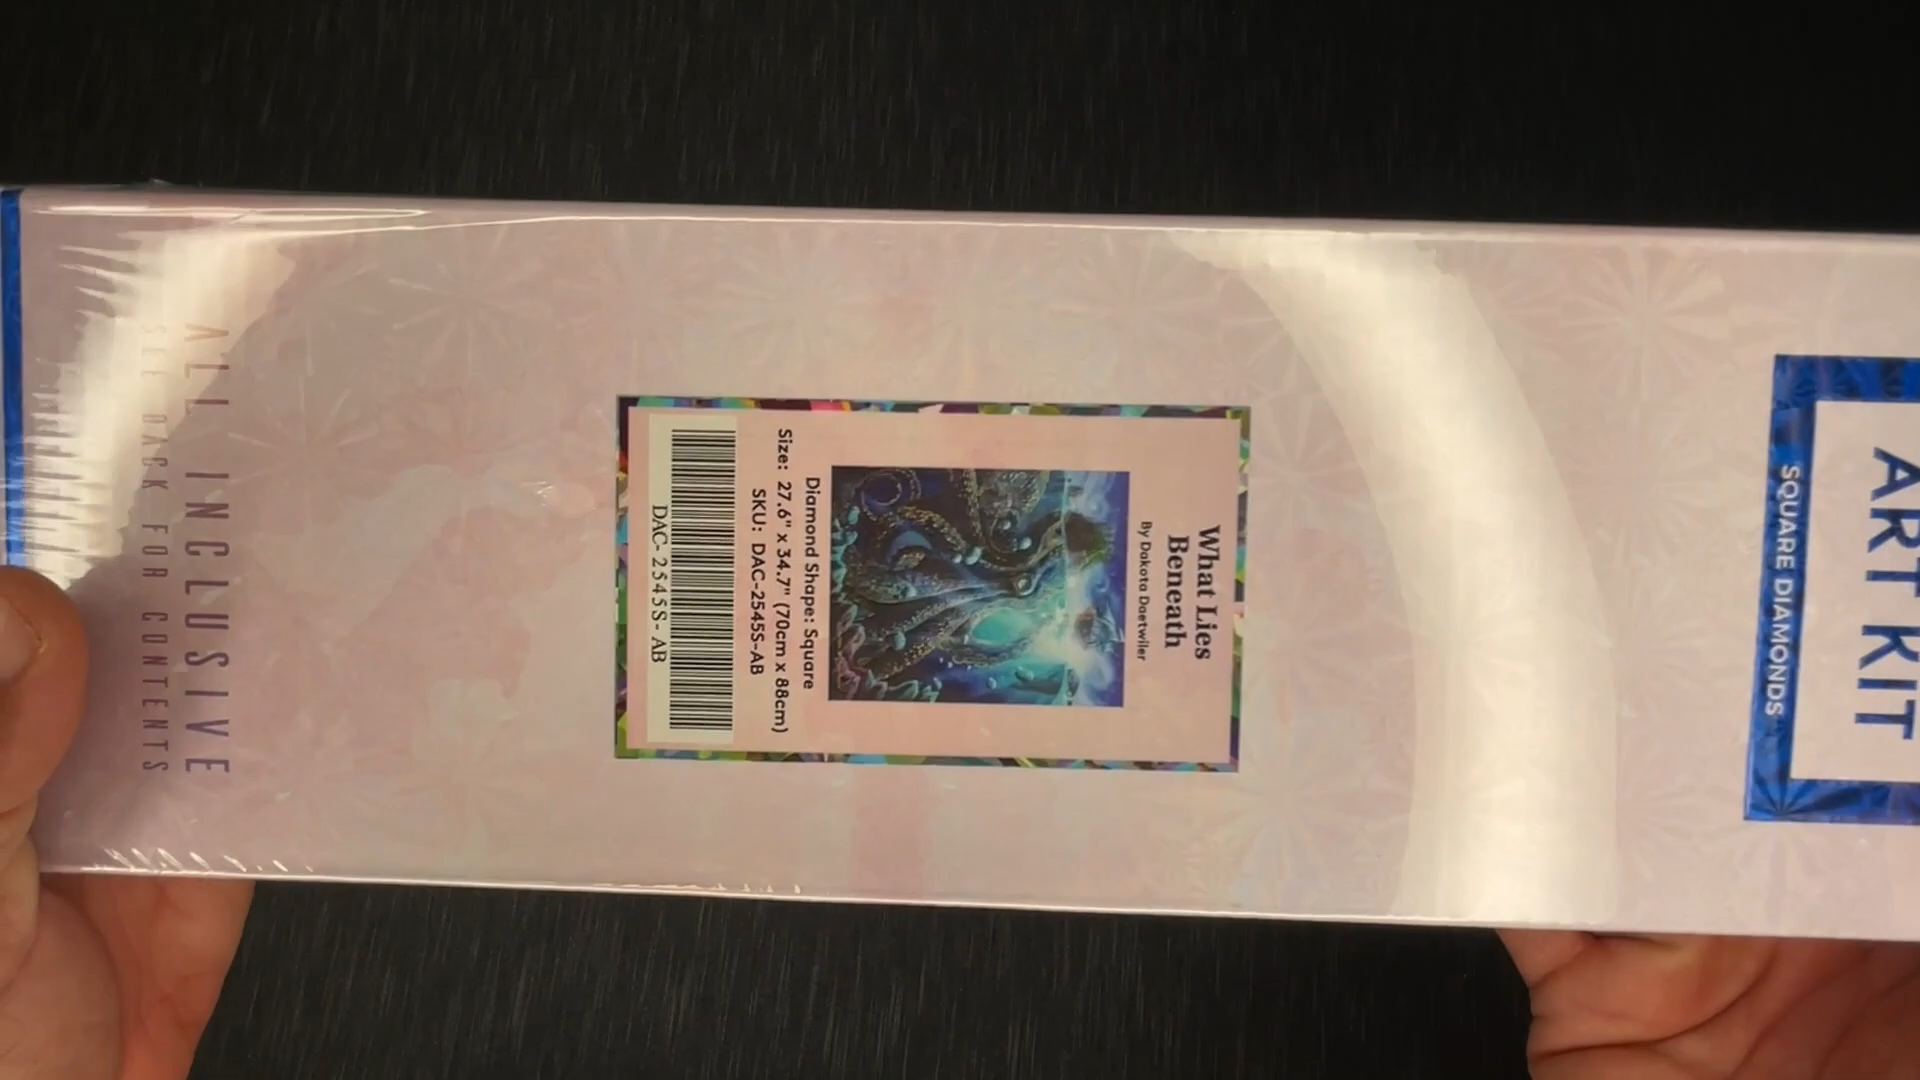 ART KIT
SQUARE DIAMONDS
What Lies
Beneath
By Dakota Daetwiler
Diamond Shape: Square
Size: 27.6" x 34.7" (70cm x 88cm)
SKU: DAC-2545S-AB
DAC- 2545S- AB
ALL INCLUSIVE
SEE BACK FOR CONTENTS